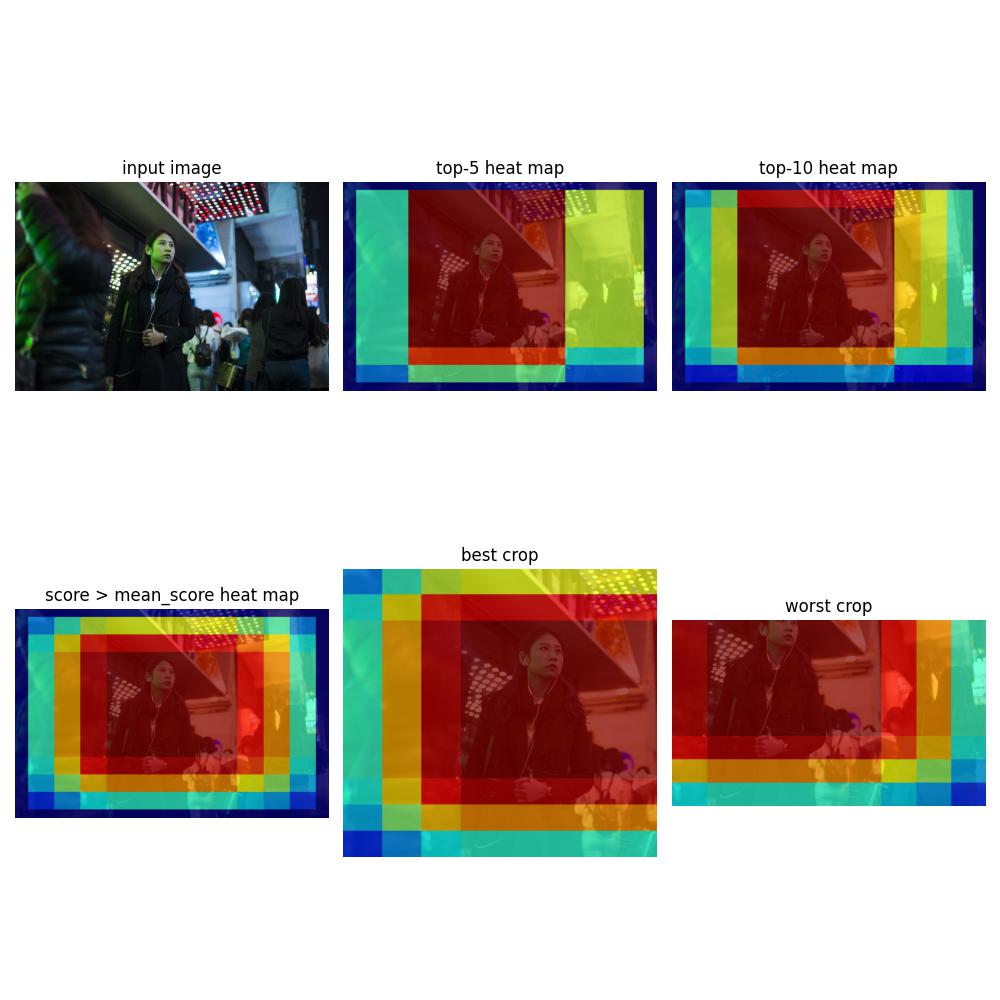 input image
top-5 heat map
top-10 heat map
score > mean_score heat map
best crop
worst crop